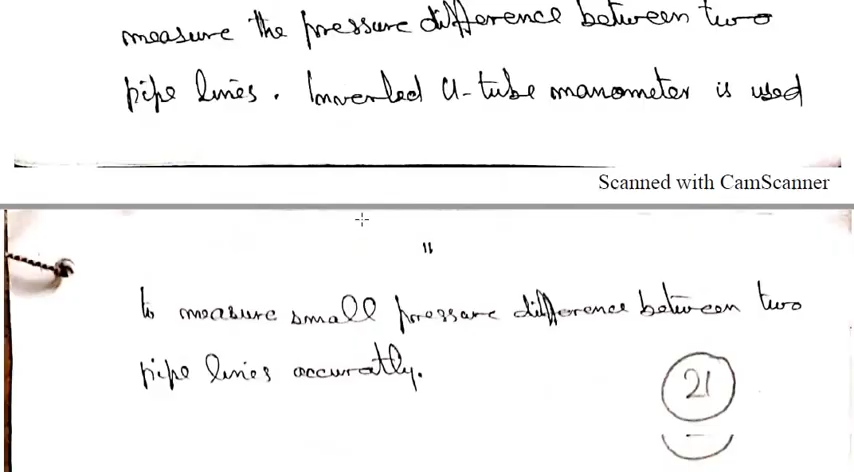 measure the pressure difference between two
pipe lines. Inverted U-tube manometer is used
Scanned with CamScanner
11
to measure small pressure difference between two
pipe lines accuratly.
21